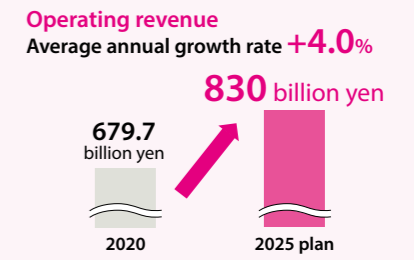 Operating revenue
Average annual growth rate +4.0%
830 billion yen
679.7
billion yen
2020
2025 plan